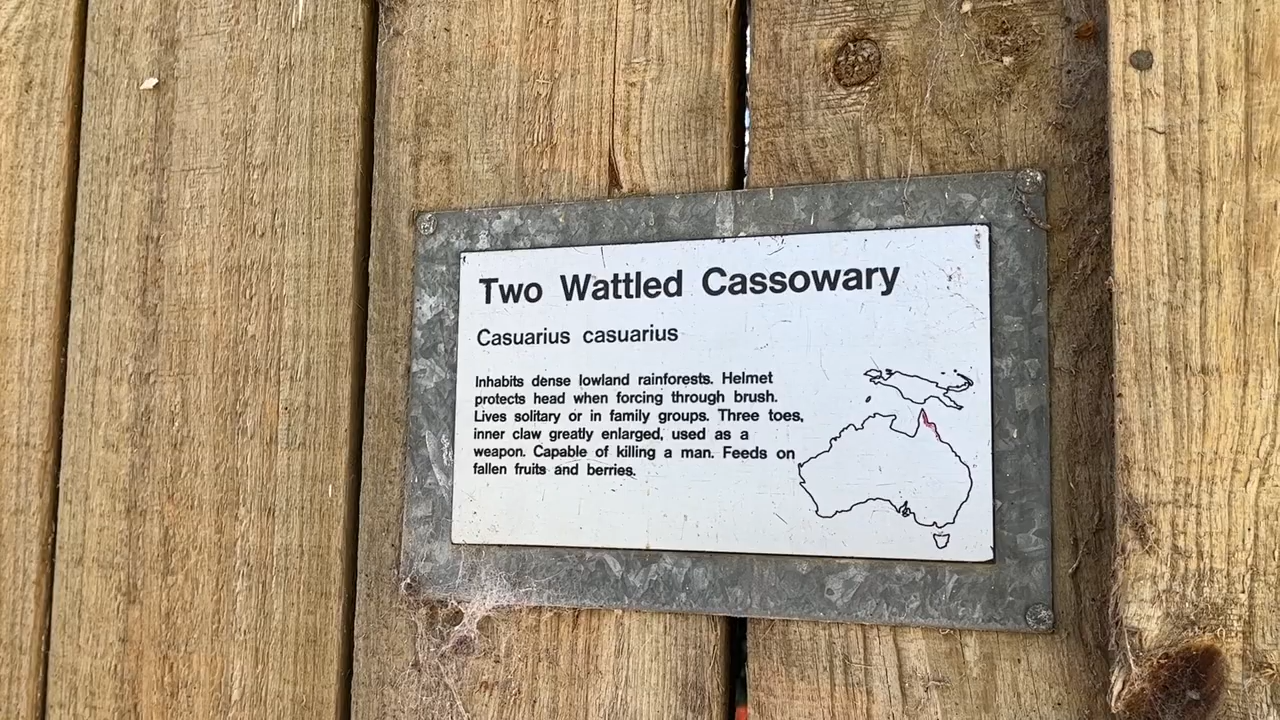 Two Wattled Cassowary
Casuarius casuarius
Inhabits dense lowland rainforests. Helmet
protects head when forcing through brush.
Lives solitary or in family groups. Three toes,
inner claw greatly enlarged, used as a
weapon. Capable of killing a man. Feeds on
fallen fruits and berries.